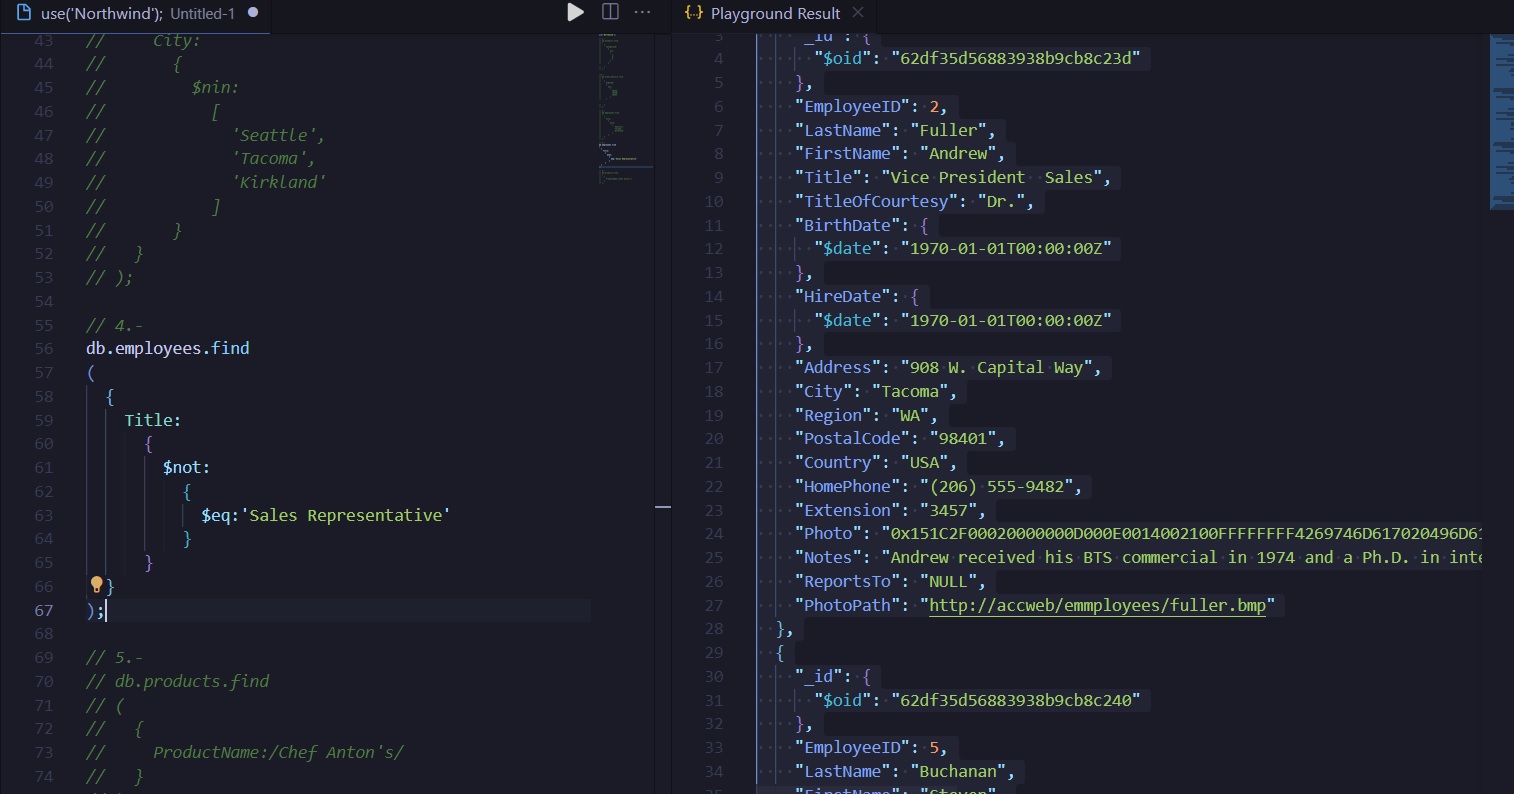 use('Northwind'); Untitled-1
43 // City:
44 // {
45 // $nin:
46 // [
47 // 'Seattle',
48 // 'Tacoma',
49 // 'Kirkland'
50 // ]
51 // }
52 // }
53 // );
54
55 // 4.-
56 db.employees.find
57 (
58 {
59 Title:
60 {
61 $not:
62 {
63 $eq:'Sales Representative'
64 }
65 }
66 }
67 );
68
69 // 5.-
70 // db.products.find
71 // (
72 // {
73 // ProductName:/Chef Anton's/
74 // }
Playground Result
3 "_id": {
4 "$oid": "62df35d56883938b9cb8c23d"
5 },
6 "EmployeeID": 2,
7 "LastName": "Fuller",
8 "FirstName": "Andrew",
9 "Title": "Vice President  Sales",
10 "TitleOfCourtesy": "Dr.",
11 "BirthDate": {
12 "$date": "1970-01-01T00:00:00Z"
13 },
14 "HireDate": {
15 "$date": "1970-01-01T00:00:00Z"
16 },
17 "Address": "908 W. Capital Way",
18 "City": "Tacoma",
19 "Region": "WA",
20 "PostalCode": "98401",
21 "Country": "USA",
22 "HomePhone": "(206) 555-9482",
23 "Extension": "3457",
24 "Photo": "0x151C2F00020000000D000E0014002100FFFFFFFF4269746D617020496D61
25 "Notes": "Andrew received his BTS commercial in 1974 and a Ph.D. in inte
26 "ReportsTo": "NULL",
27 "PhotoPath": "http://accweb/emmployees/fuller.bmp"
28 },
29 {
30 "_id": {
31 "$oid": "62df35d56883938b9cb8c240"
32 },
33 "EmployeeID": 5,
34 "LastName": "Buchanan",
35 "FirstName": "Steven"